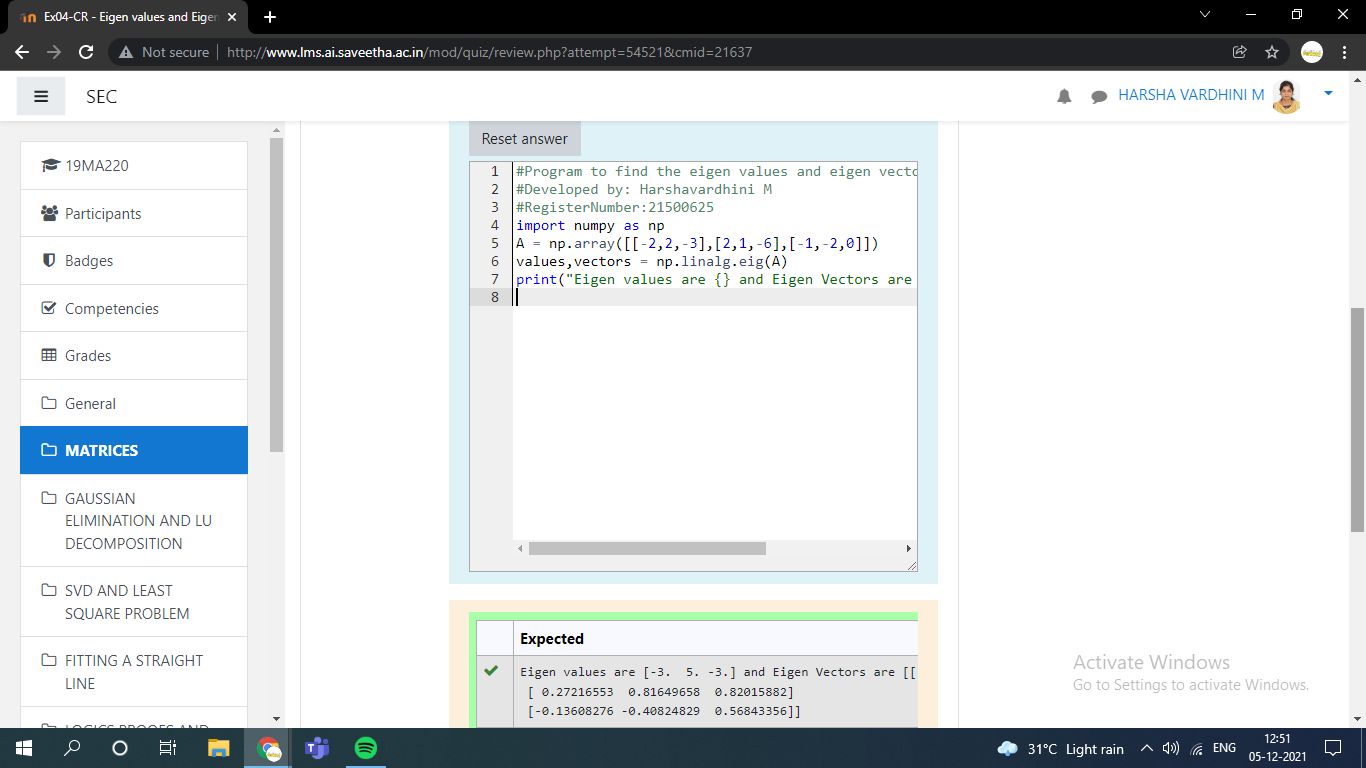 Ex04-CR - Eigen values and Eigen
Not secure | http://www.lms.ai.saveetha.ac.in/mod/quiz/review.php?attempt=54521&cmid=21637
SEC
HARSHA VARDHINI M
19MA220
Participants
Badges
Competencies
Grades
General
MATRICES
GAUSSIAN
ELIMINATION AND LU
DECOMPOSITION
SVD AND LEAST
SQUARE PROBLEM
FITTING A STRAIGHT
LINE
LOGICS PROOFS AND
Reset answer
1 #Program to find the eigen values and eigen vecto
2 #Developed by: Harshavardhini M
3 #RegisterNumber:21500625
4 import numpy as np
5 A = np.array([[-2,2,-3],[2,1,-6],[-1,-2,0]])
6 values,vectors = np.linalg.eig(A)
7 print("Eigen values are {} and Eigen Vectors are
8
Expected
Eigen values are [-3.  5. -3.] and Eigen Vectors are [[
[ 0.27216553  0.81649658  0.82015882]
[-0.13608276 -0.40824829  0.56843356]]
Activate Windows
Go to Settings to activate Windows.
31°C Light rain
ENG
12:51
05-12-2021